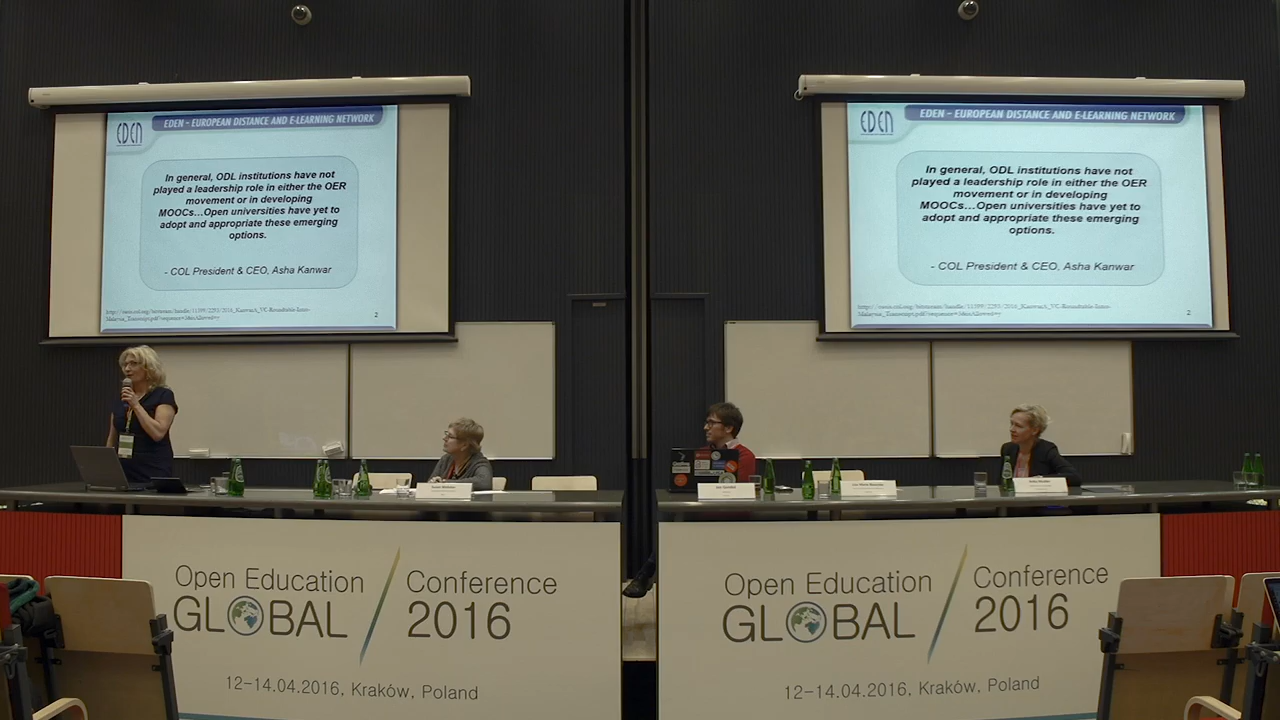 EDEN
EDEN - EUROPEAN DISTANCE AND E-LEARNING NETWORK
In general, ODL institutions have not
played a leadership role in either the OER
movement or in developing
MOOCs...Open universities have yet to
adopt and appropriate these emerging
options.
- COL President & CEO, Asha Kanwar
2
EDEN
EDEN - EUROPEAN DISTANCE AND E-LEARNING NETWORK
In general, ODL institutions have not
played a leadership role in either the OER
movement or in developing
MOOCs...Open universities have yet to
adopt and appropriate these emerging
options.
- COL President & CEO, Asha Kanwar
2
Open Education
GLOBAL
Conference
2016
12-14.04.2016, Kraków, Poland
Open Education
GLOBAL
Conference
2016
12-14.04.2016, Kraków, Poland